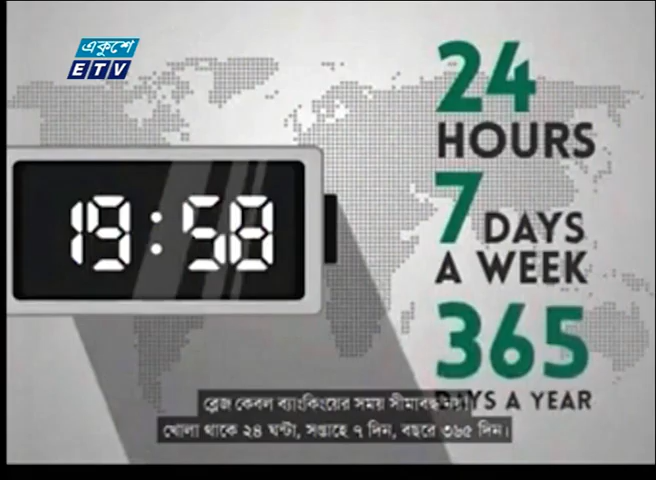 একুশে
ETV
24
HOURS
7 DAYS
A WEEK
365
DAYS A YEAR
19:58
ব্লেজ কেবল ব্যাংকিংয়ের সময় সীমাবদ্ধ
খোলা থাকে ২৪ ঘন্টা, সপ্তাহে ৭ দিন, বছরে ৩৬৫ দিন।